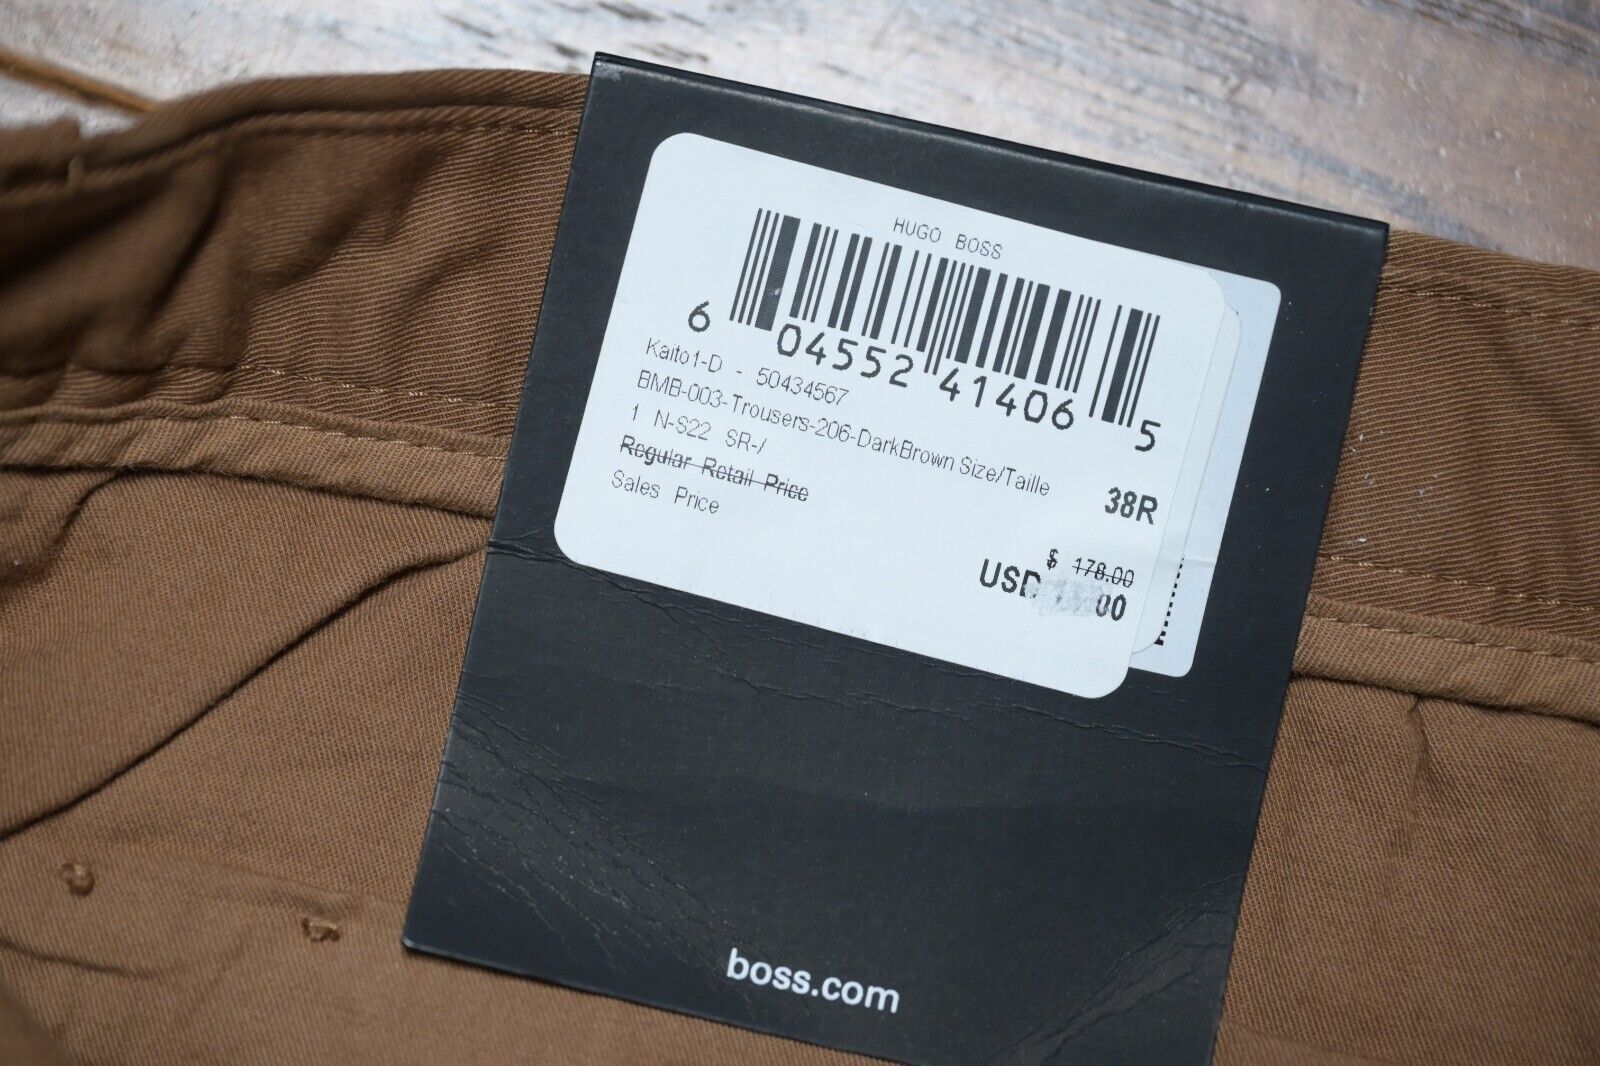 HUGO BOSS
6 04552 41406 5
Kaito1-D - 50434567
BMB-003-Trousers-206-DarkBrown Size/Taille
1 N-S22 SR-/ 38R
Regular Retail Price $ 178.00
Sales Price USD 00
boss.com